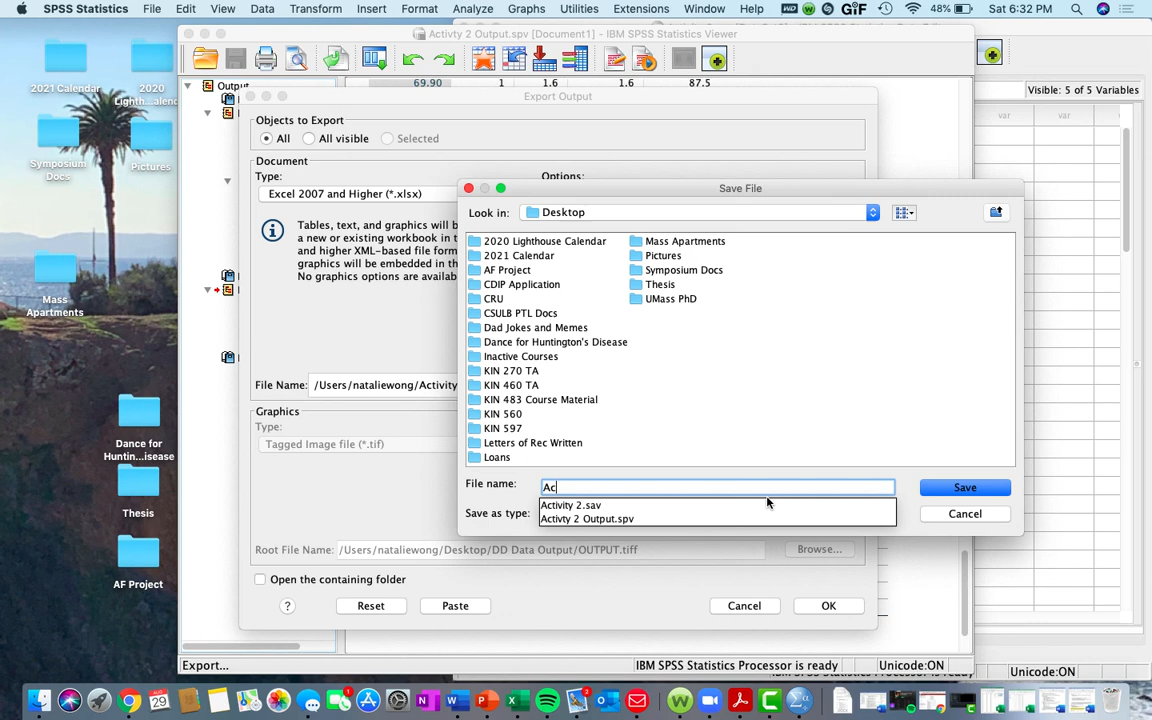 SPSS Statistics File Edit View Data Transform Insert Format Analyze Graphs Utilities Extensions Window Help GIF 48% Sat 6:32 PM
Activty 2 Output.spv [Document1] - IBM SPSS Statistics Viewer
2021 Calendar
2020
Lighth...alend
Symposium
Docs
Pictures
Mass
Apartments
Dance for
Huntin...isease
Thesis
AF Project
Output
69.90 1 1.6 1.6 87.5
Visible: 5 of 5 Variables
var var
Export Output
Objects to Export
All All visible Selected
Document
Type: Options:
Excel 2007 and Higher (*.xlsx)
Tables, text, and graphics will b
a new or existing workbook in t
and higher XML-based file form
graphics will be embedded in th
No graphics options are availab
File Name: /Users/nataliewong/Activity
Graphics
Type:
Tagged Image file (*.tif)
Root File Name: /Users/nataliewong/Desktop/DD Data Output/OUTPUT.tiff Browse...
Open the containing folder
? Reset Paste Cancel OK
Save File
Look in: Desktop
2020 Lighthouse Calendar Mass Apartments
2021 Calendar Pictures
AF Project Symposium Docs
CDIP Application Thesis
CRU UMass PhD
CSULB PTL Docs
Dad Jokes and Memes
Dance for Huntington's Disease
Inactive Courses
KIN 270 TA
KIN 460 TA
KIN 483 Course Material
KIN 560
KIN 597
Letters of Rec Written
Loans
File name: Ac Save
Activity 2.sav
Save as type: Activty 2 Output.spv Cancel
Export... IBM SPSS Statistics Processor is ready Unicode:ON
Unicode:ON